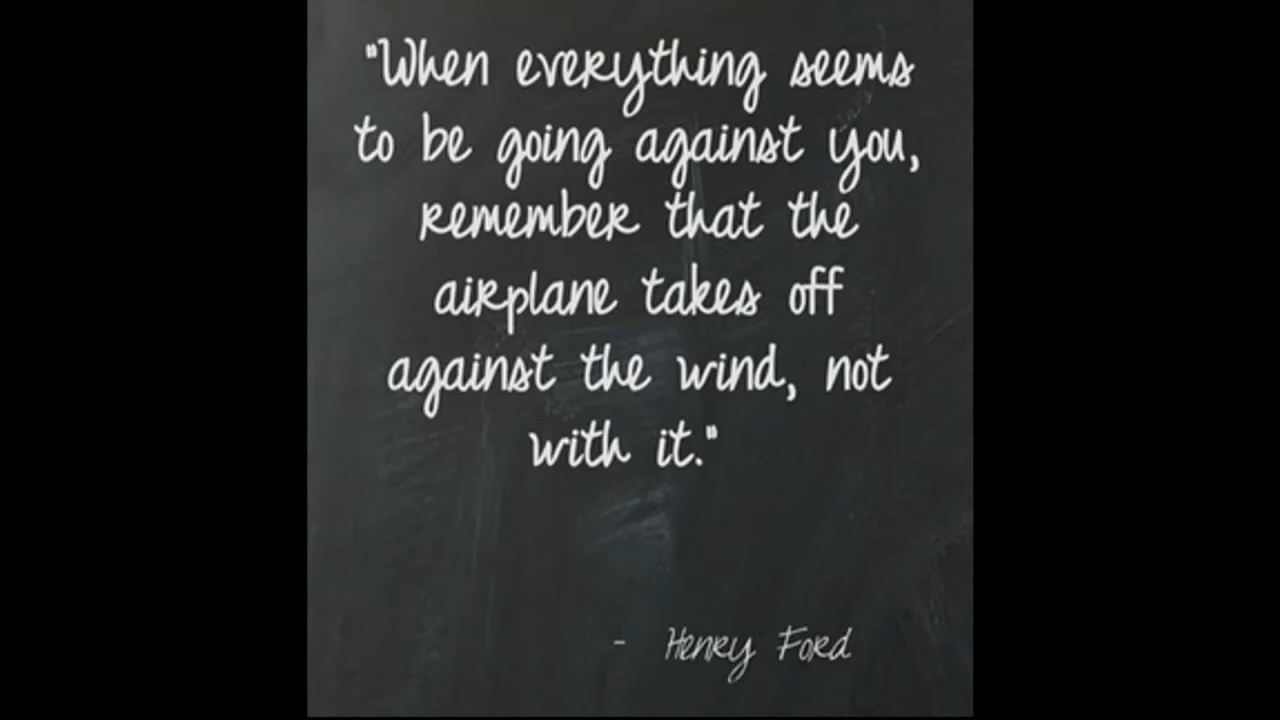 "When everything seems
to be going against you,
remember that the
airplane takes off
against the wind, not
with it."
- Henry Ford